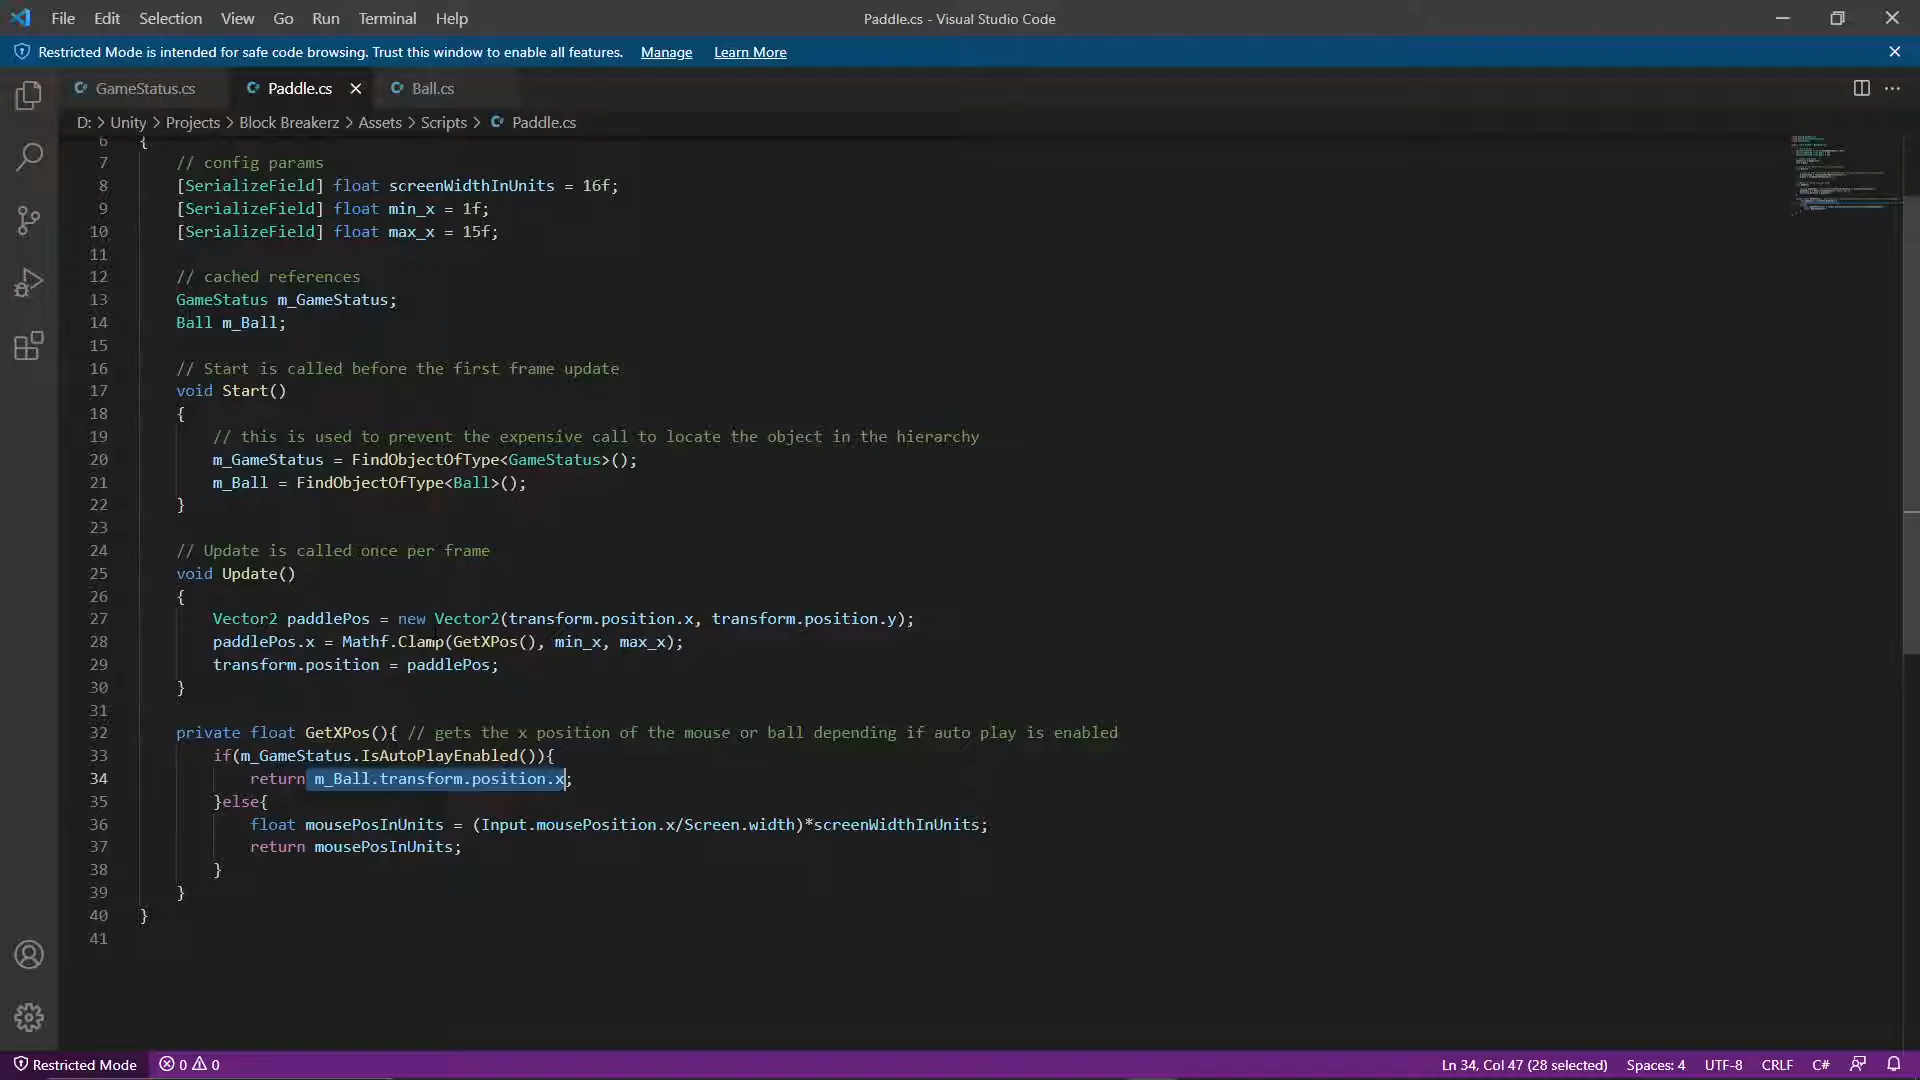 File Edit Selection View Go Run Terminal Help Paddle.cs - Visual Studio Code
Restricted Mode is intended for safe code browsing. Trust this window to enable all features. Manage Learn More
GameStatus.cs Paddle.cs Ball.cs
D: > Unity > Projects > Block Breakerz > Assets > Scripts > Paddle.cs
6 {
7 // config params
8 [SerializeField] float screenWidthInUnits = 16f;
9 [SerializeField] float min_x = 1f;
10 [SerializeField] float max_x = 15f;
11
12 // cached references
13 GameStatus m_GameStatus;
14 Ball m_Ball;
15
16 // Start is called before the first frame update
17 void Start()
18 {
19 // this is used to prevent the expensive call to locate the object in the hierarchy
20 m_GameStatus = FindObjectOfType<GameStatus>();
21 m_Ball = FindObjectOfType<Ball>();
22 }
23
24 // Update is called once per frame
25 void Update()
26 {
27 Vector2 paddlePos = new Vector2(transform.position.x, transform.position.y);
28 paddlePos.x = Mathf.Clamp(GetXPos(), min_x, max_x);
29 transform.position = paddlePos;
30 }
31
32 private float GetXPos(){ // gets the x position of the mouse or ball depending if auto play is enabled
33 if(m_GameStatus.IsAutoPlayEnabled()){
34 return m_Ball.transform.position.x;
35 }else{
36 float mousePosInUnits = (Input.mousePosition.x/Screen.width)*screenWidthInUnits;
37 return mousePosInUnits;
38 }
39 }
40 }
41
Restricted Mode 0 0 Ln 34, Col 47 (28 selected) Spaces: 4 UTF-8 CRLF C#